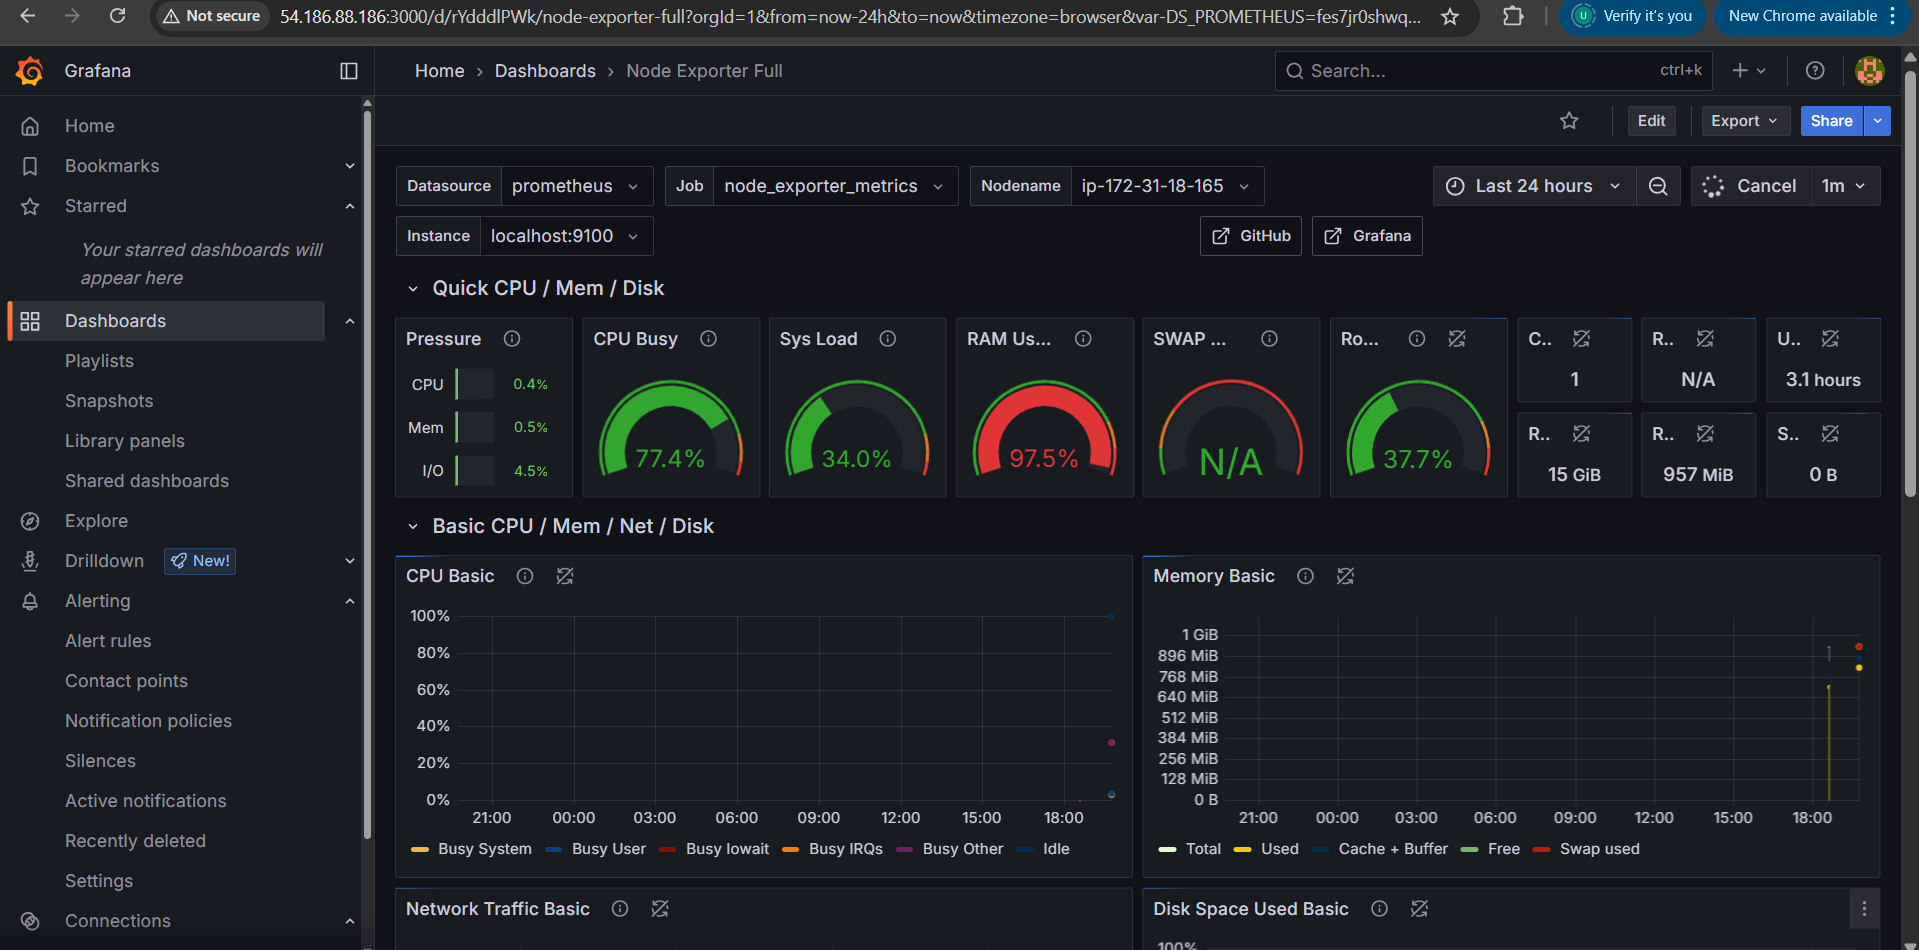 Not secure
54.186.88.186:3000/d/rYdddlPWk/node-exporter-full?orgId=1&from=now-24h&to=now&timezone=browser&var-DS_PROMETHEUS=fes7jr0shwq...
U
Verify it's you
New Chrome available
Grafana
Home › Dashboards › Node Exporter Full
Search...
ctrl+k
Edit
Export
Share
Home
Bookmarks
Starred
Your starred dashboards will
appear here
Dashboards
Playlists
Snapshots
Library panels
Shared dashboards
Explore
Drilldown
New!
Alerting
Alert rules
Contact points
Notification policies
Silences
Active notifications
Recently deleted
Settings
Connections
Datasource prometheus
Job node_exporter_metrics
Nodename ip-172-31-18-165
Last 24 hours
Cancel
1m
Instance localhost:9100
GitHub
Grafana
Quick CPU / Mem / Disk
Pressure
CPU 0.4%
Mem 0.5%
I/O 4.5%
CPU Busy
77.4%
Sys Load
34.0%
RAM Us...
97.5%
SWAP ...
N/A
Ro...
37.7%
C..
1
R..
N/A
U..
3.1 hours
R..
15 GiB
R..
957 MiB
S..
0 B
Basic CPU / Mem / Net / Disk
CPU Basic
100%
80%
60%
40%
20%
0%
21:00 00:00 03:00 06:00 09:00 12:00 15:00 18:00
Busy System Busy User Busy Iowait Busy IRQs Busy Other Idle
Memory Basic
1 GiB
896 MiB
768 MiB
640 MiB
512 MiB
384 MiB
256 MiB
128 MiB
0 B
21:00 00:00 03:00 06:00 09:00 12:00 15:00 18:00
Total Used Cache + Buffer Free Swap used
Network Traffic Basic
Disk Space Used Basic
100%